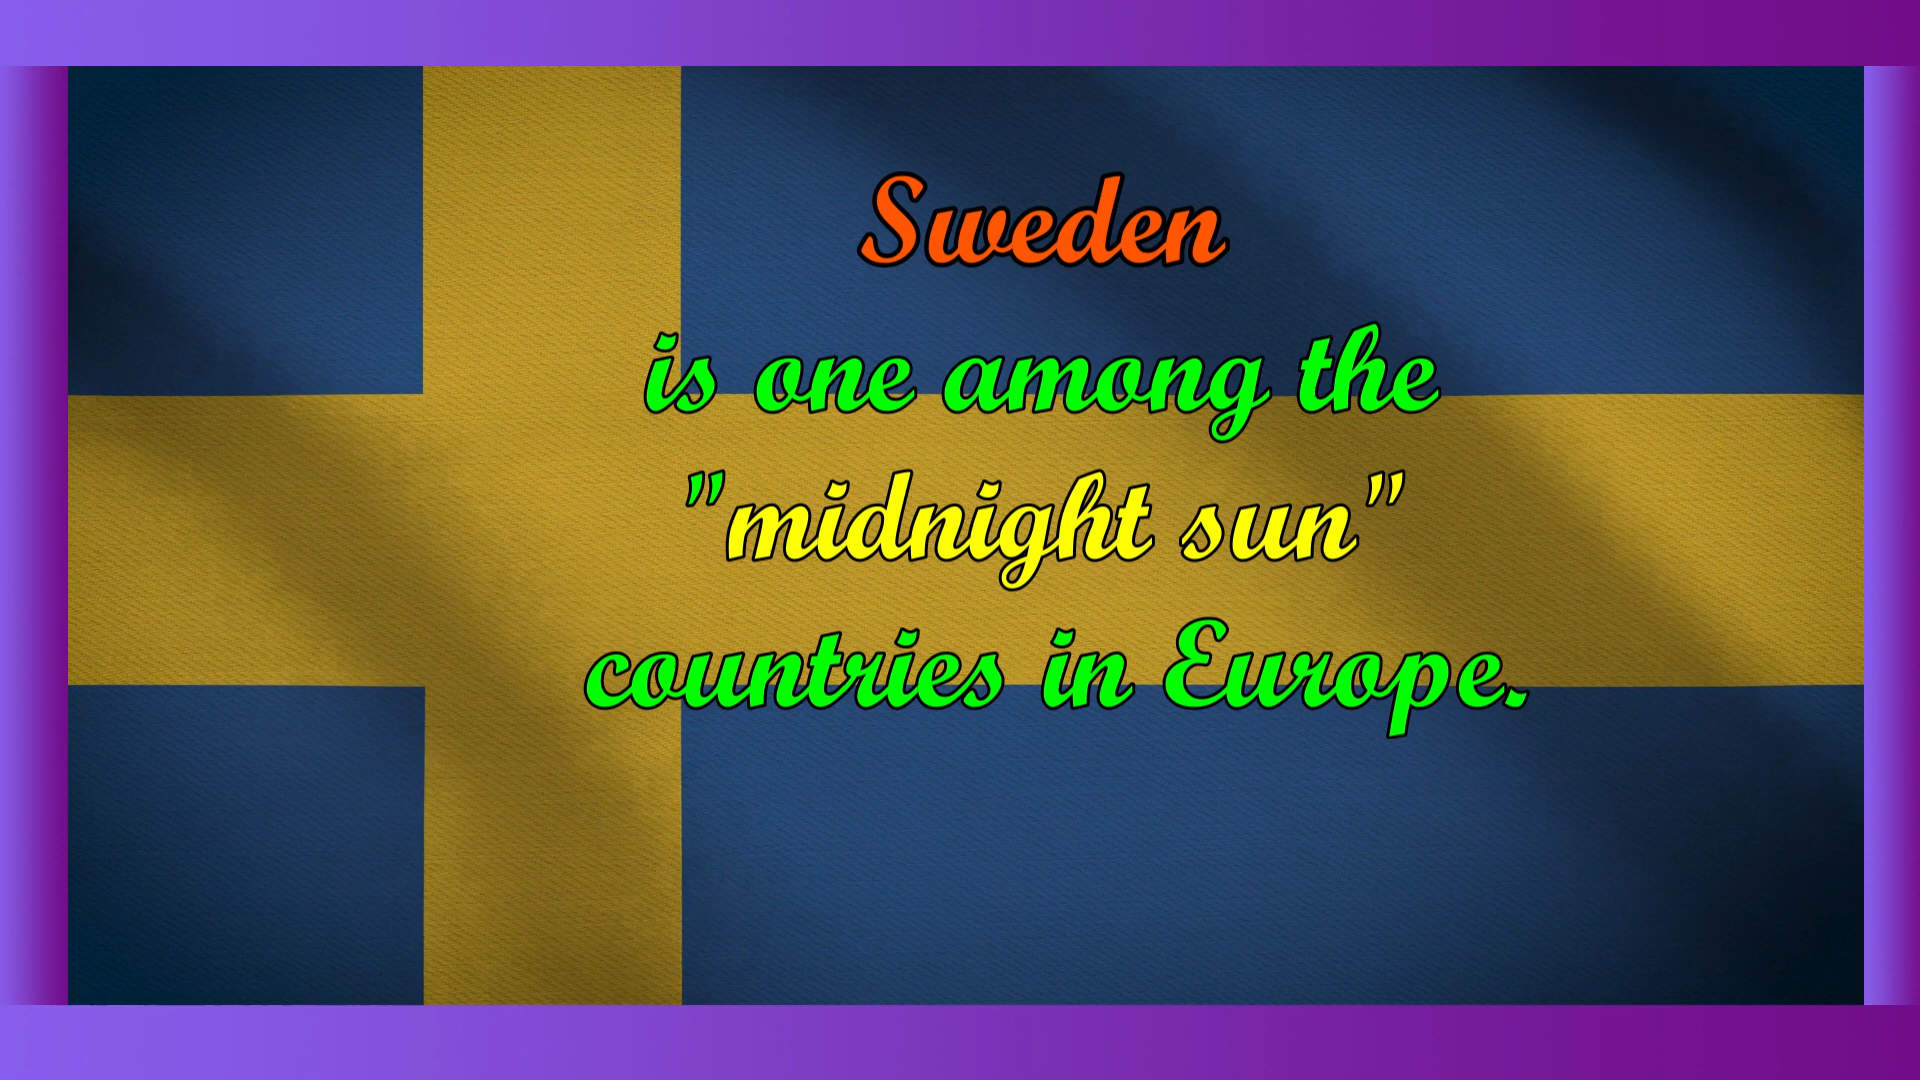 Sweden
is one among the
"midnight sun"
countries in Europe.